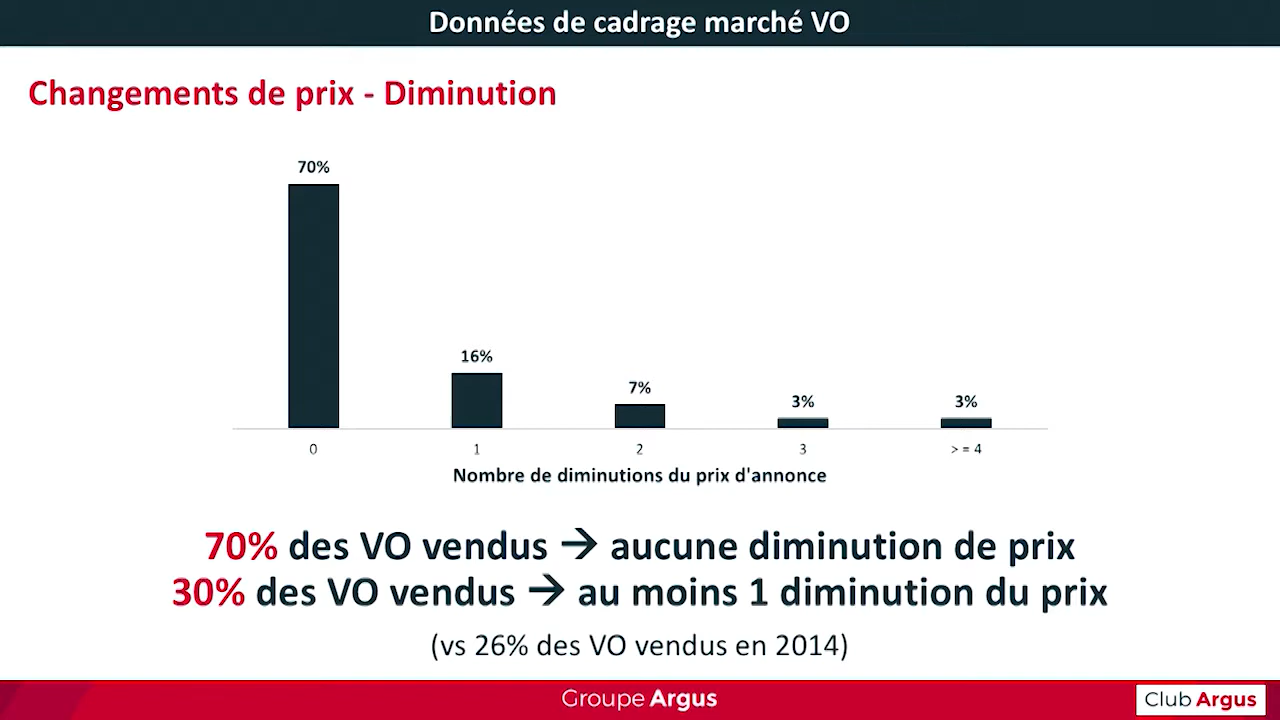 Données de cadrage marché VO
Changements de prix - Diminution
70%
16%
7%
3%
3%
0
1
2
3
> = 4
Nombre de diminutions du prix d'annonce
70% des VO vendus → aucune diminution de prix
30% des VO vendus → au moins 1 diminution du prix
(vs 26% des VO vendus en 2014)
Groupe Argus
Club Argus